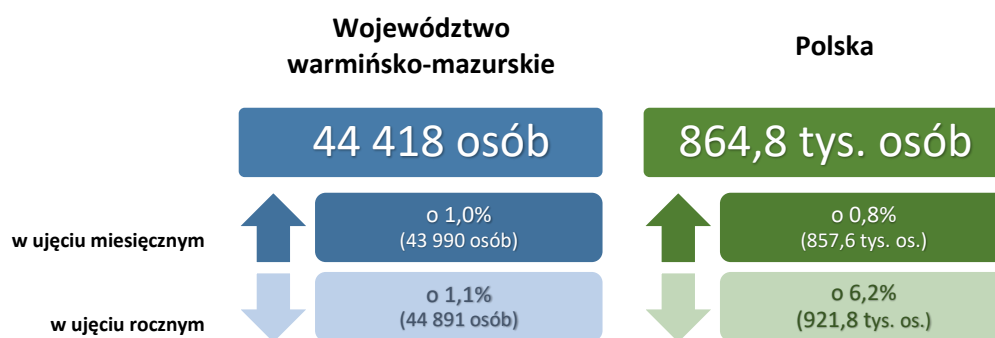 Województwo
warmińsko-mazurskie
Polska
44 418 osób
864,8 tys. osób
w ujęciu miesięcznym
o 1,0%
(43 990 osób)
o 0,8%
(857,6 tys. os.)
w ujęciu rocznym
o 1,1%
(44 891 osób)
o 6,2%
(921,8 tys. os.)